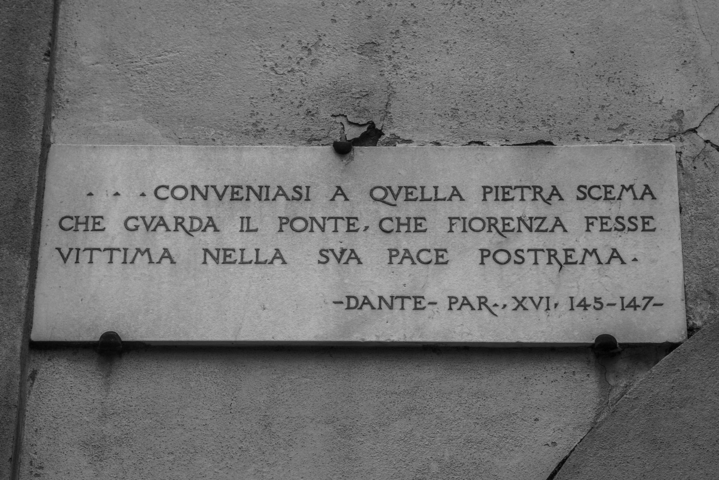 . . . CONVENIASI A QVELLA PIETRA SCEMA
CHE GVARDA IL PONTE, CHE FIORENZA FESSE
VITTIMA NELLA SVA PACE POSTREMA.
-DANTE- PAR., XVI, 145-147-